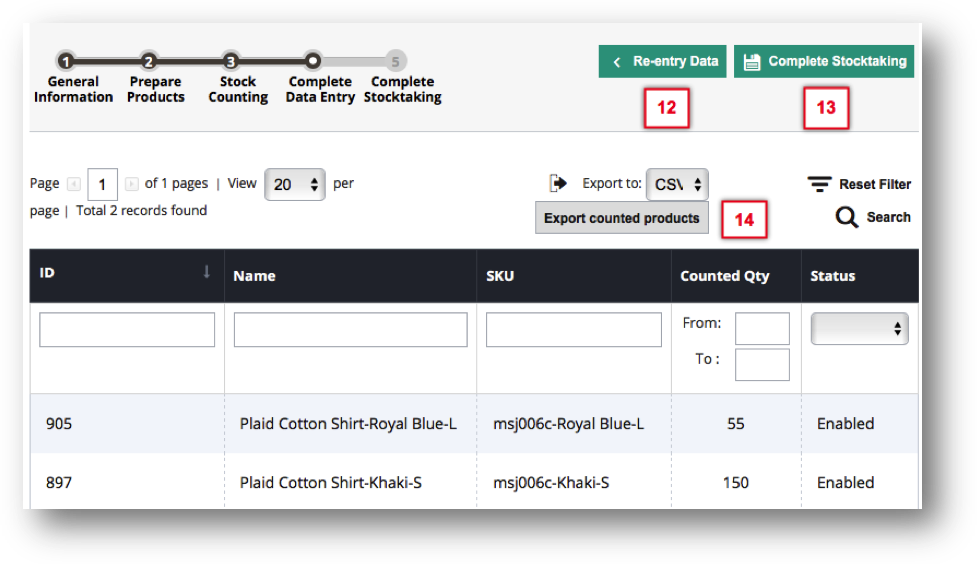 1 2 3 5
General Information
Prepare Products
Stock Counting
Complete Data Entry
Complete Stocktaking
Re-entry Data
Complete Stocktaking
12
13
Page 1 of 1 pages | View 20 per
page | Total 2 records found
Export to: CSV
Export counted products
14
Reset Filter
Search
ID Name SKU Counted Qty Status
From:
To :
905 Plaid Cotton Shirt-Royal Blue-L msj006c-Royal Blue-L 55 Enabled
897 Plaid Cotton Shirt-Khaki-S msj006c-Khaki-S 150 Enabled